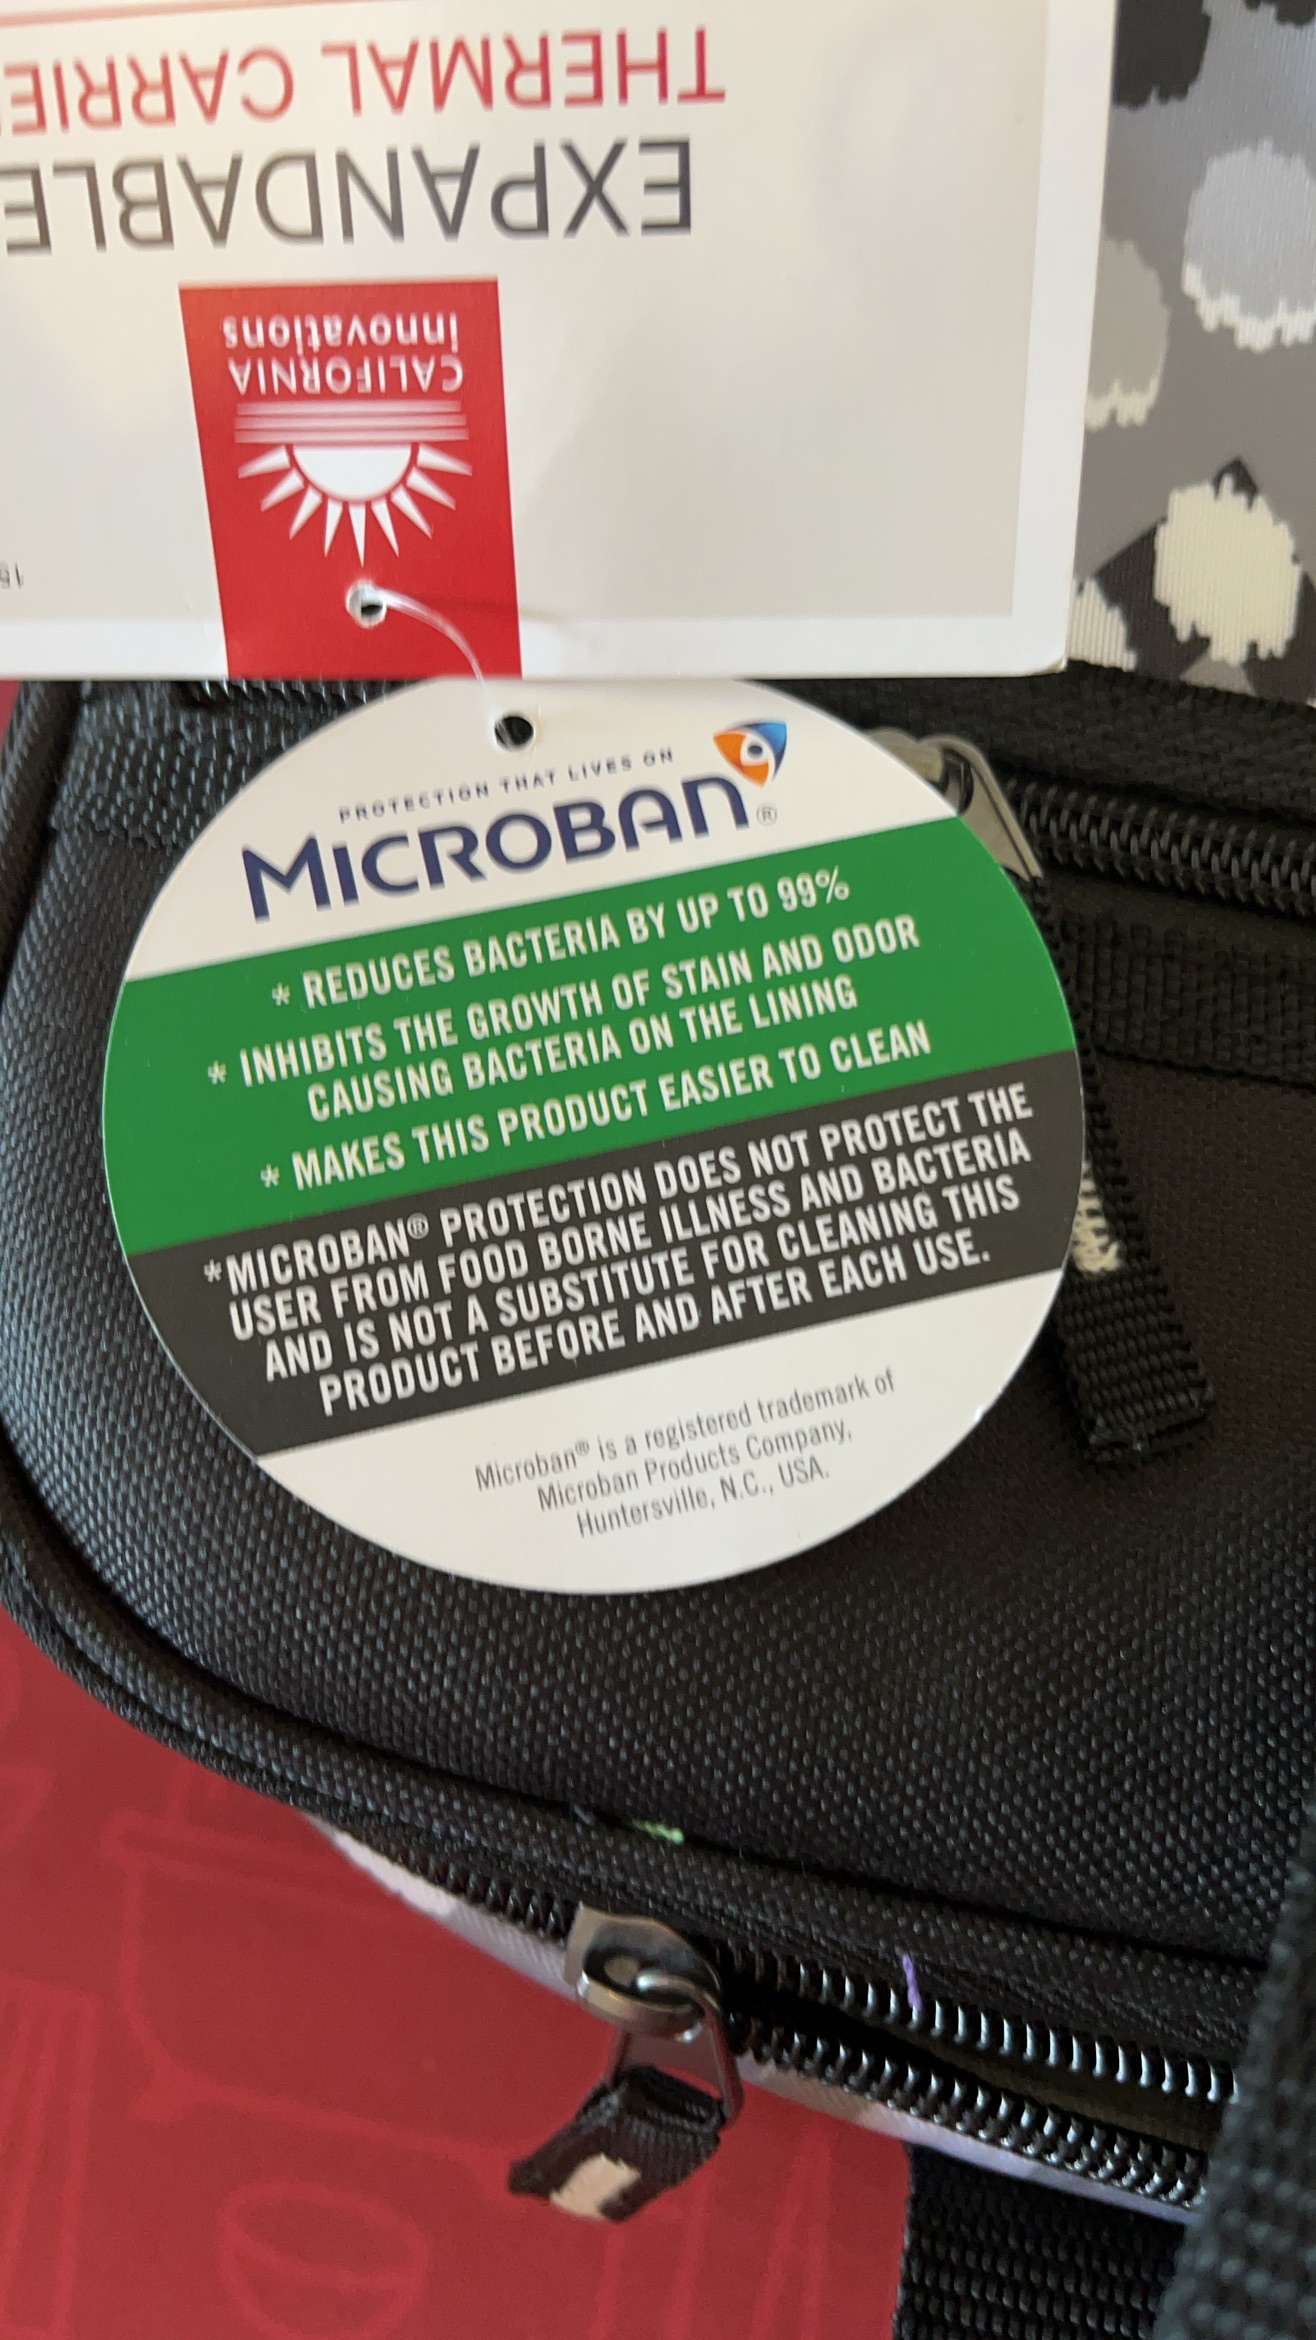 CALIFORNIA
innovations
EXPANDABLE
THERMAL
PROTECTION THAT LIVES ON
MICROBAN®
* REDUCES BACTERIA BY UP TO 99%
* INHIBITS THE GROWTH OF STAIN AND ODOR
CAUSING BACTERIA ON THE LINING
* MAKES THIS PRODUCT EASIER TO CLEAN
*MICROBAN® PROTECTION DOES NOT PROTECT THE
USER FROM FOOD BORNE ILLNESS AND BACTERIA
AND IS NOT A SUBSTITUTE FOR CLEANING THIS
PRODUCT BEFORE AND AFTER EACH USE.
Microban® is a registered trademark of
Microban Products Company,
Huntersville, N.C., USA.